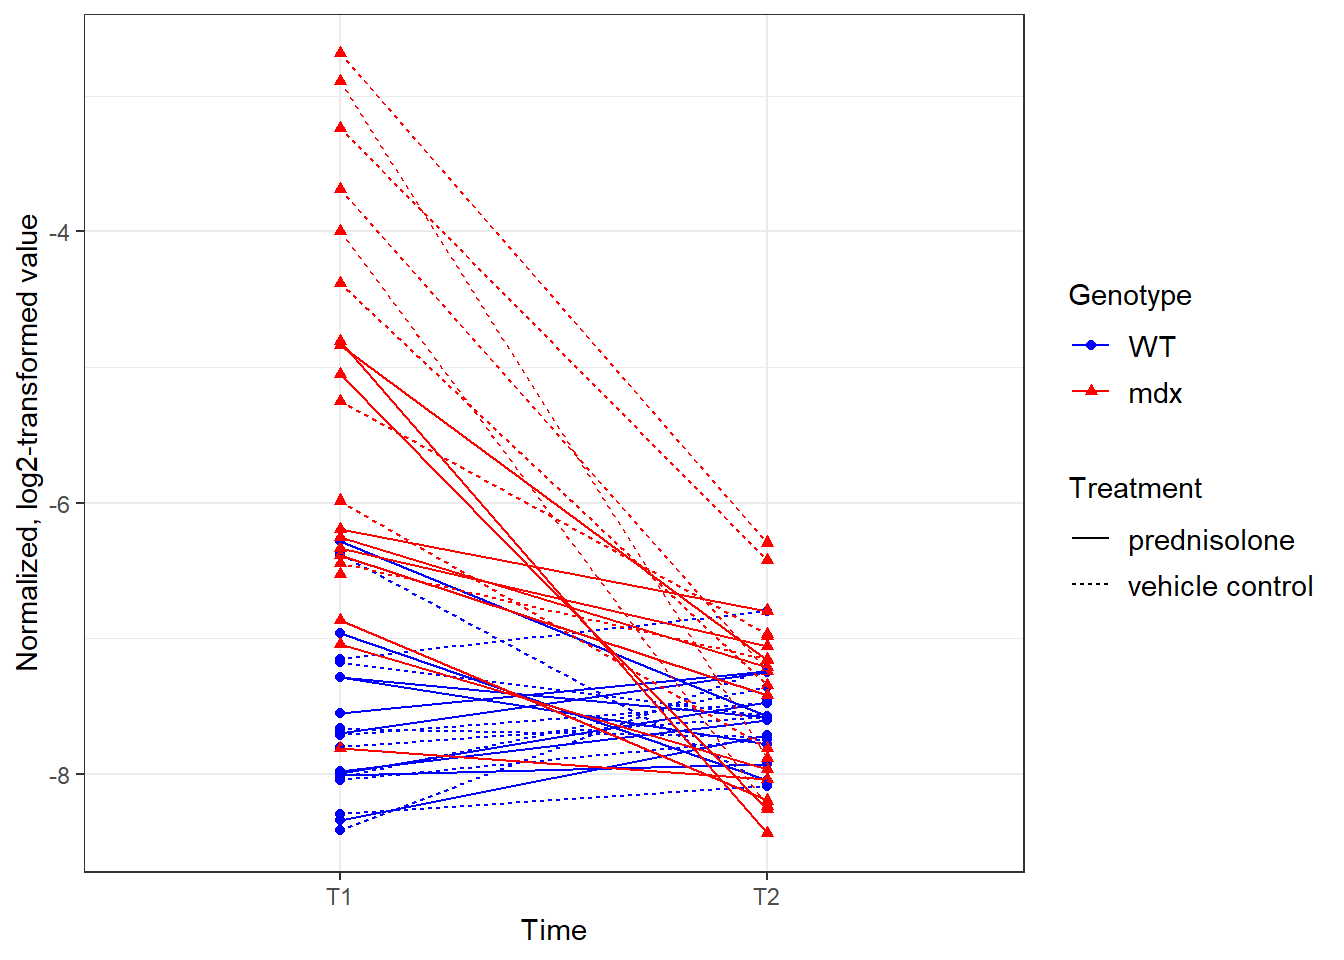 Normalized, log2-transformed value
-4
-6
-8
T1
T2
Time
Genotype
WT
mdx
Treatment
prednisolone
vehicle control